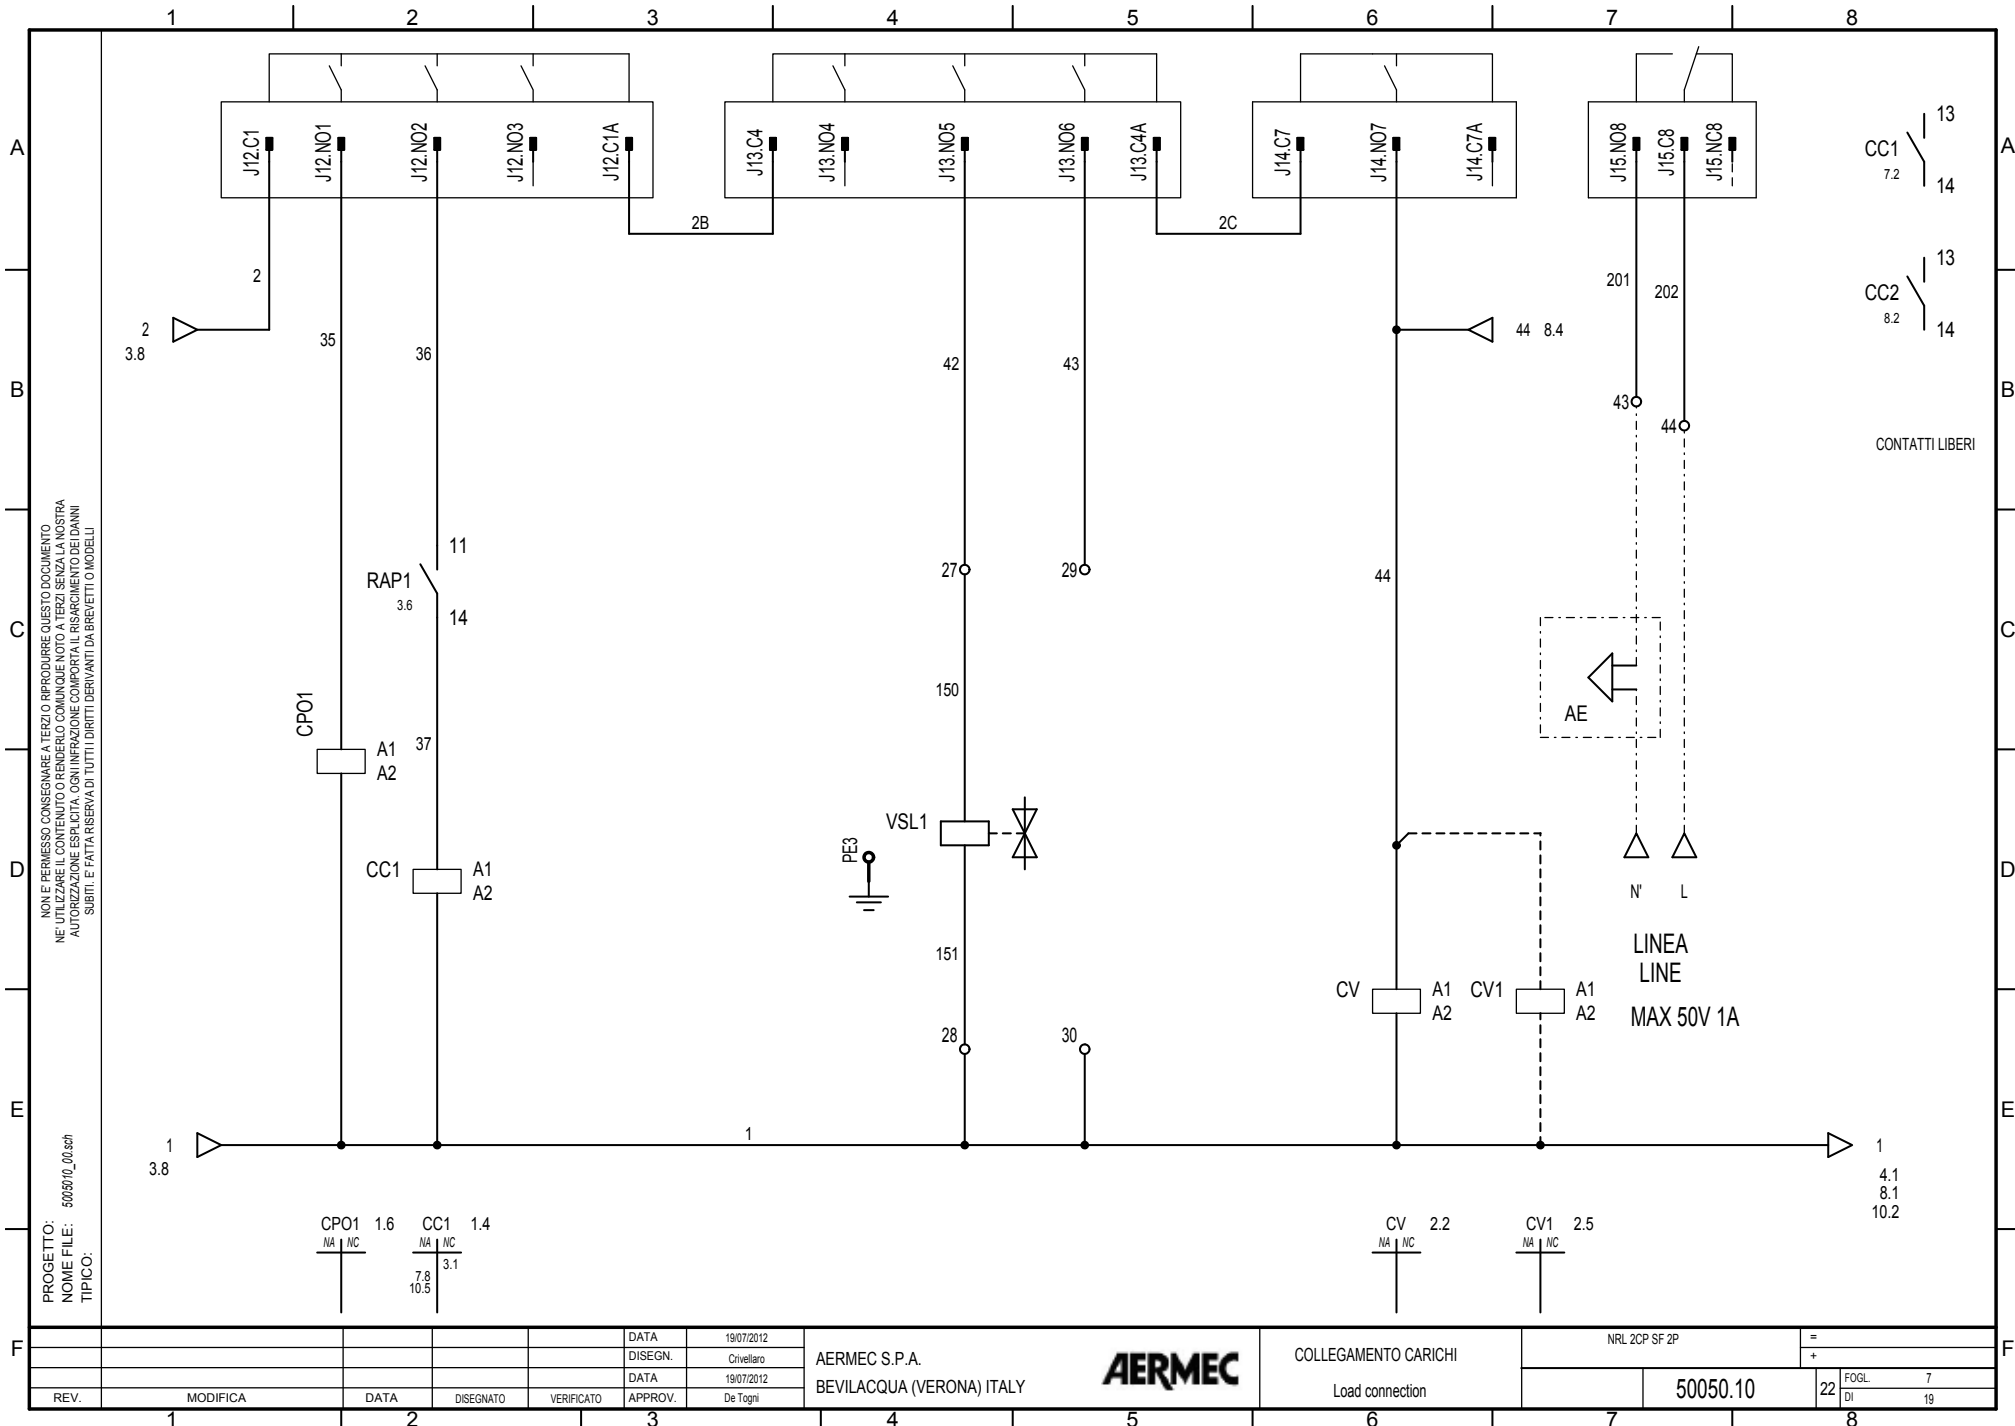 1 2 3 4 5 6 7 8
A
B
C
D
E
F
J12.C1
J12.NO1
J12.NO2
J12.NO3
J12.C1A
J13.C4
J13.NO4
J13.NO5
J13.NO6
J13.C4A
J14.C7
J14.NO7
J14.C7A
J15.NO8
J15.C8
J15.NC8
CC1
7.2
13
14
A
2B
2C
2
2
3.8
35
36
42
43
44 8.4
201
202
CC2
8.2
13
14
43
44
CONTATTI LIBERI
B
RAP1
3.6
11
14
27
29
44
C
CPO1
A1
A2
37
150
AE
CC1
A1
A2
PE3
VSL1
151
N' L
LINEA
LINE
MAX 50V 1A
D
CV
A1
A2
CV1
A1
A2
28
30
E
1
3.8
1
1
4.1
8.1
10.2
CPO1 1.6
NA NC
CC1 1.4
NA NC
3.1
7.8
10.5
CV 2.2
NA NC
CV1 2.5
NA NC
NON E' PERMESSO CONSEGNARE A TERZI O RIPRODURRE QUESTO DOCUMENTO
NE' UTILIZZARE IL CONTENUTO O RENDERLO COMUNQUE NOTO A TERZI SENZA LA NOSTRA
AUTORIZZAZIONE ESPLICITA. OGNI INFRAZIONE COMPORTA IL RISARCIMENTO DEI DANNI
SUBITI. E' FATTA RISERVA DI TUTTI I DIRITTI DERIVANTI DA BREVETTI O MODELLI
PROGETTO:
NOME FILE: 5005010_00.sch
TIPICO:
REV. MODIFICA DATA DISEGNATO VERIFICATO
DATA 19/07/2012
DISEGN. Crivellaro
DATA 19/07/2012
APPROV. De Togni
AERMEC S.P.A.
BEVILACQUA (VERONA) ITALY
AERMEC
COLLEGAMENTO CARICHI
Load connection
NRL 2CP SF 2P
=
+
50050.10
22
FOGL. 7
DI 19
F
1 2 3 4 5 6 7 8